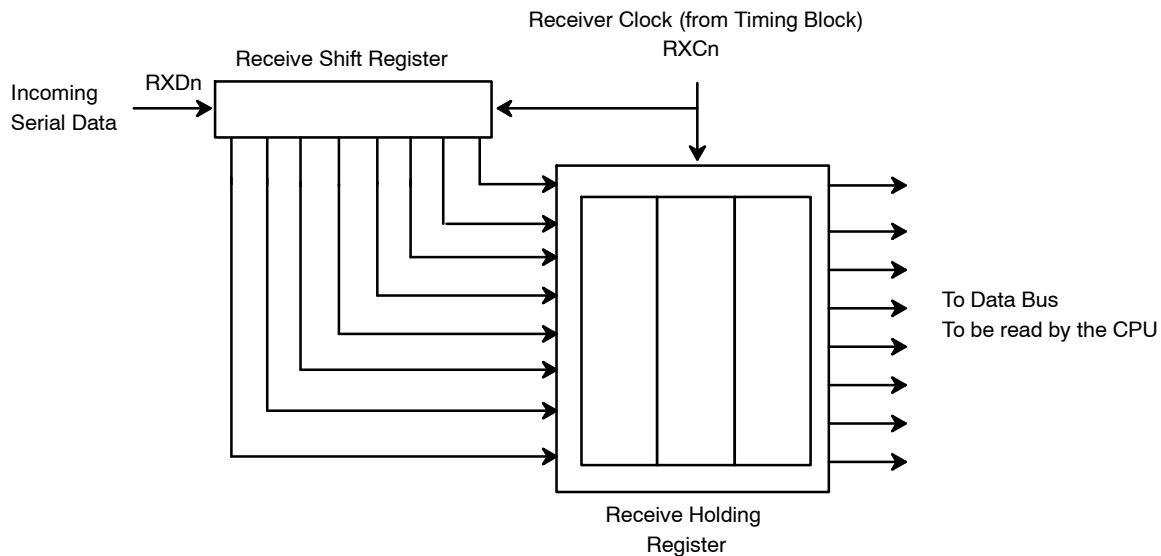 Receiver Clock (from Timing Block)
RXCn
Receive Shift Register
RXDn
Incoming
Serial Data
To Data Bus
To be read by the CPU
Receive Holding
Register